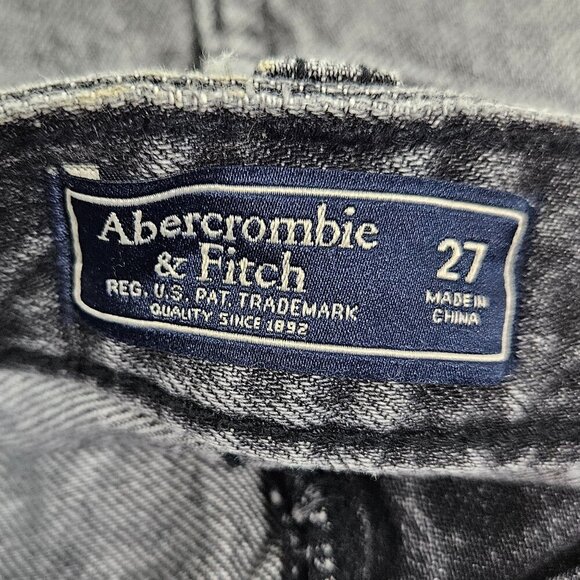 Abercrombie
& Fitch
REG. U.S. PAT. TRADEMARK
QUALITY SINCE 1892
27
MADE IN
CHINA